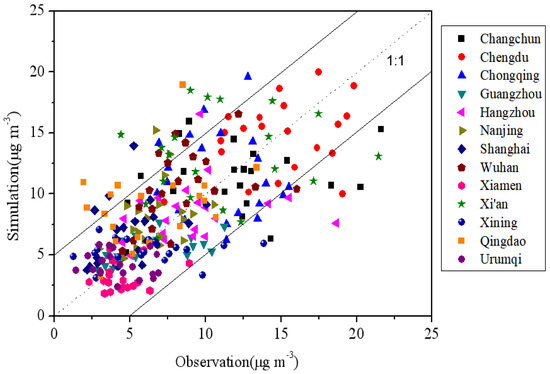 25
20
15
10
5
0
0 5 10 15 20 25
Simulation(μg m⁻³)
Observation(μg m⁻³)
1:1
Changchun
Chengdu
Chongqing
Guangzhou
Hangzhou
Nanjing
Shanghai
Wuhan
Xiamen
Xi'an
Xining
Qingdao
Urumqi